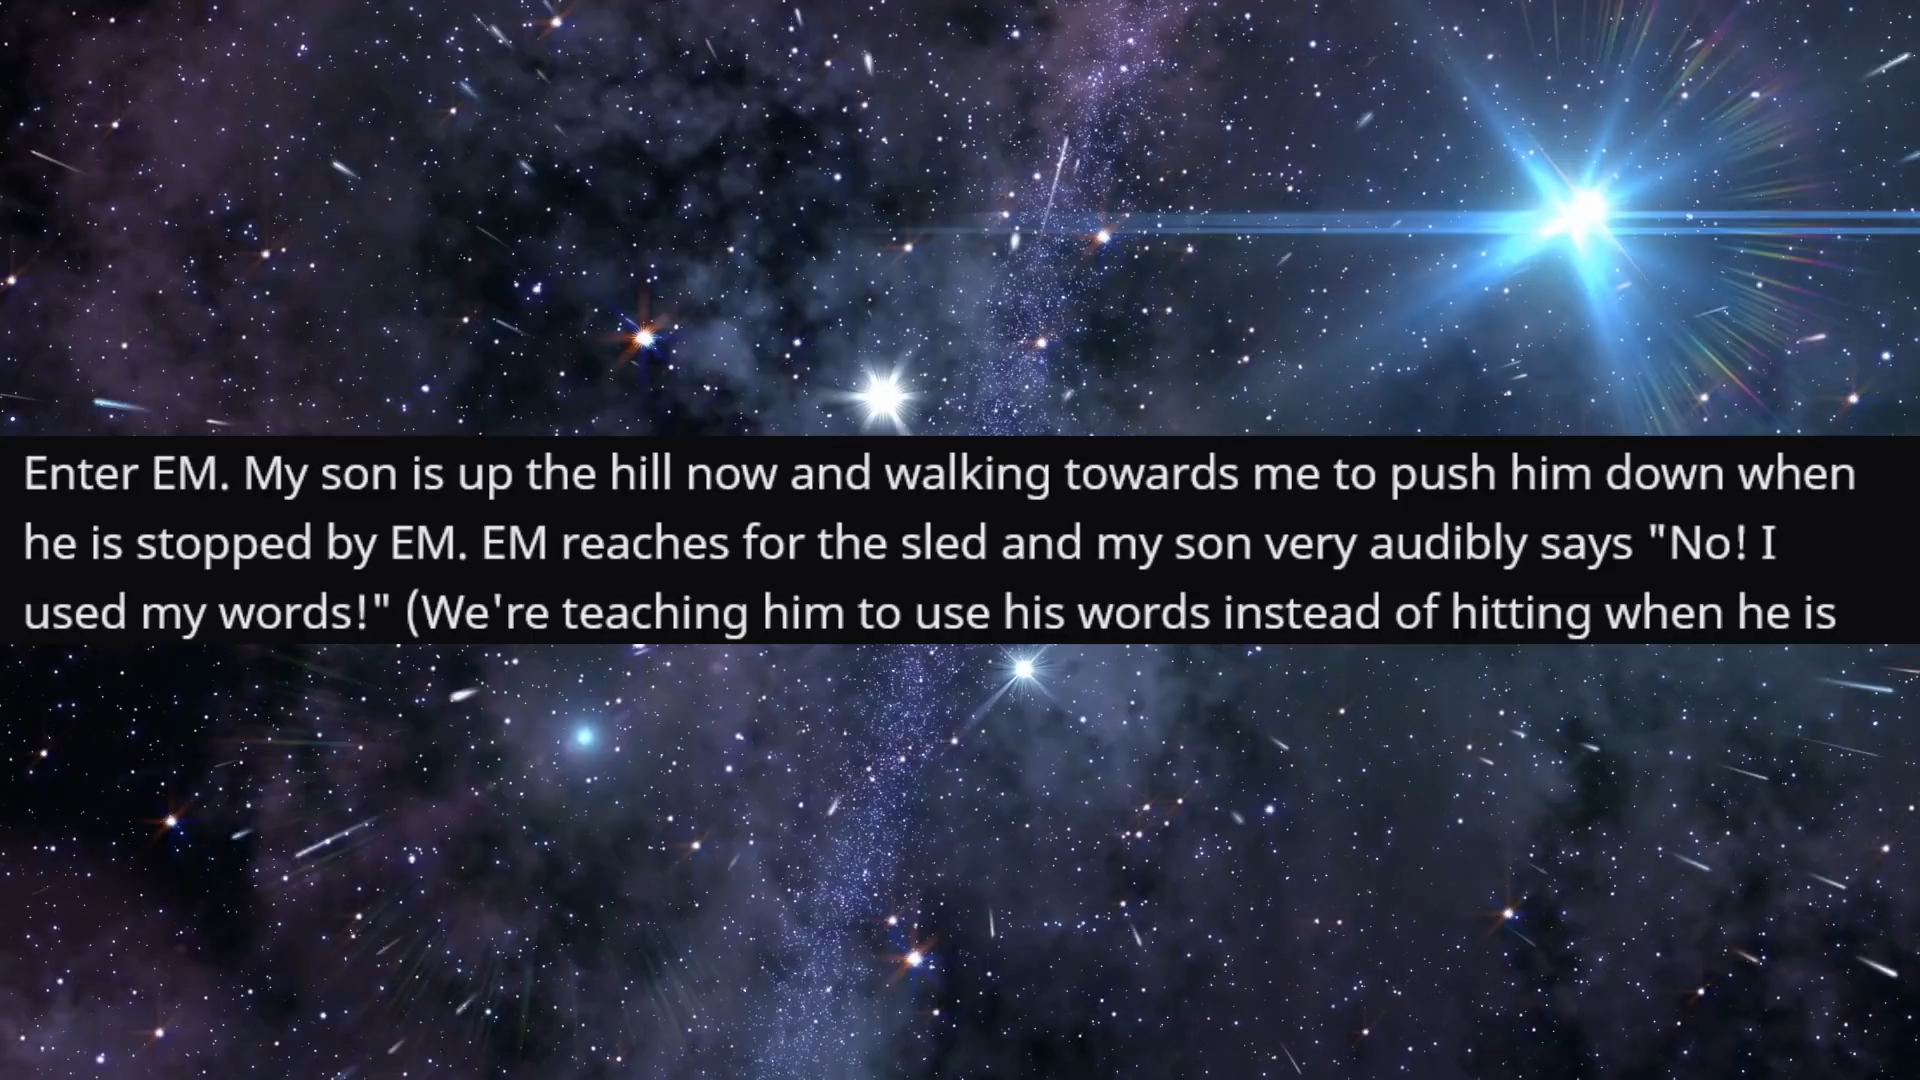 Enter EM. My son is up the hill now and walking towards me to push him down when
he is stopped by EM. EM reaches for the sled and my son very audibly says "No! I
used my words!" (We're teaching him to use his words instead of hitting when he is